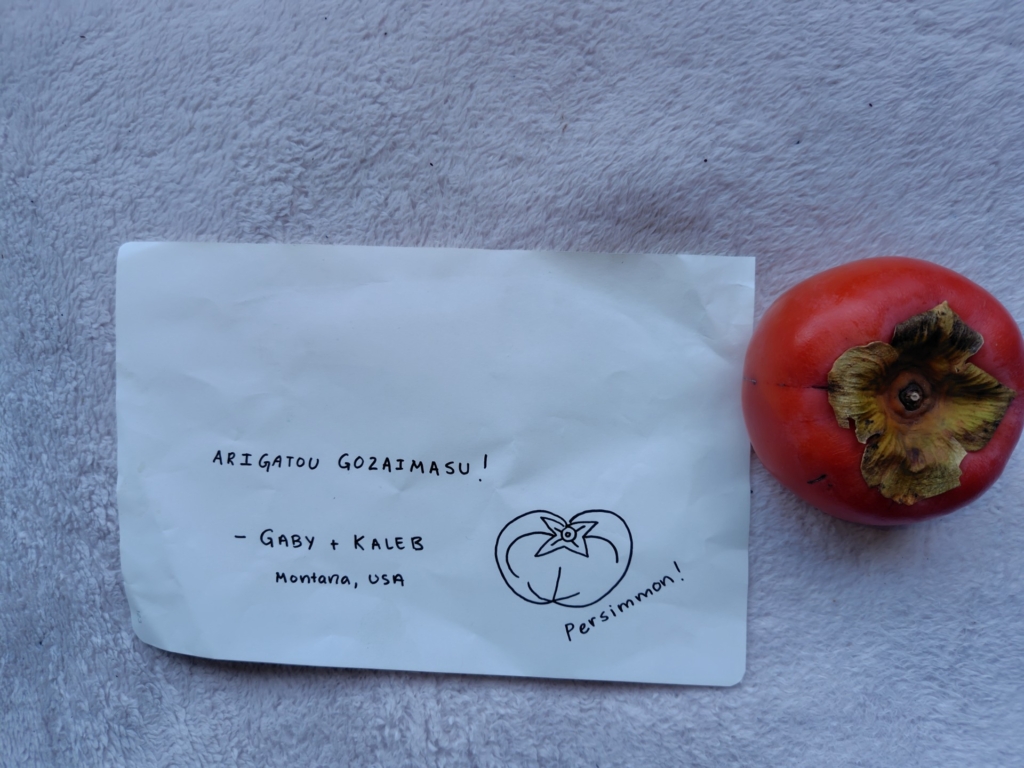 ARIGATOU GOZAIMASU!
- GABY + KALEB
Montana, USA
Persimmon!